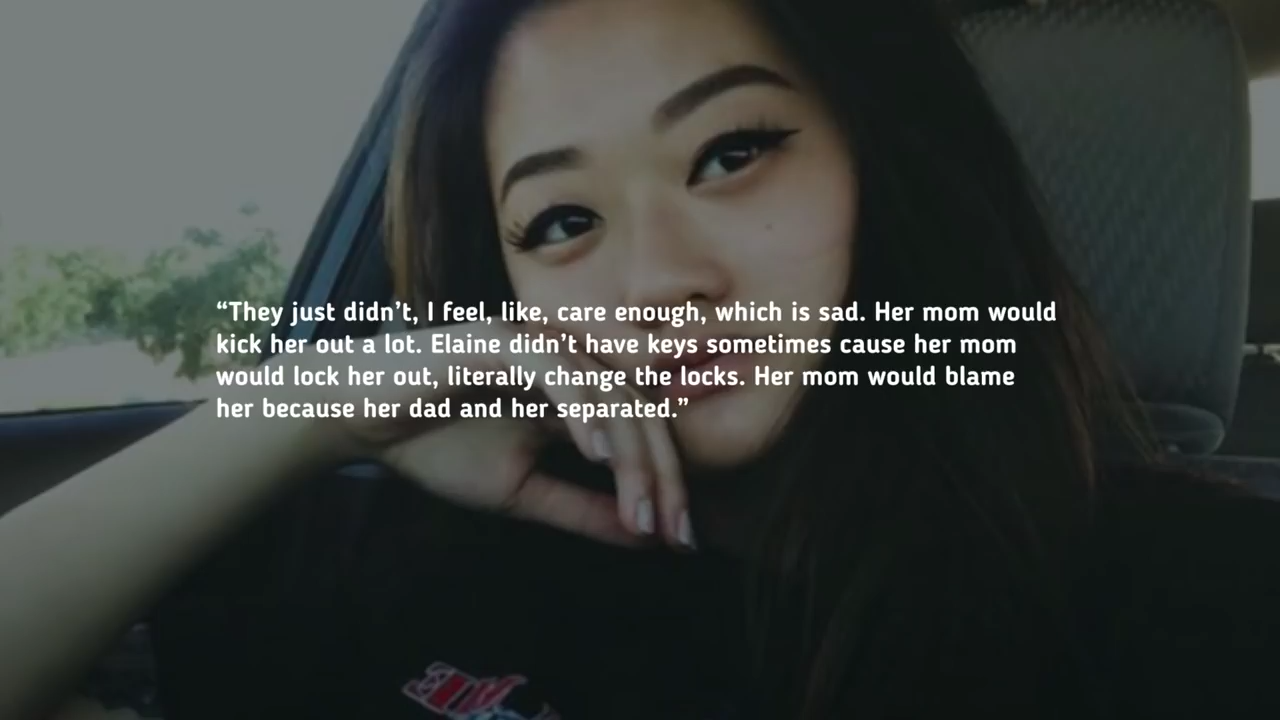 “They just didn’t, I feel, like, care enough, which is sad. Her mom would
kick her out a lot. Elaine didn’t have keys sometimes cause her mom
would lock her out, literally change the locks. Her mom would blame
her because her dad and her separated.”